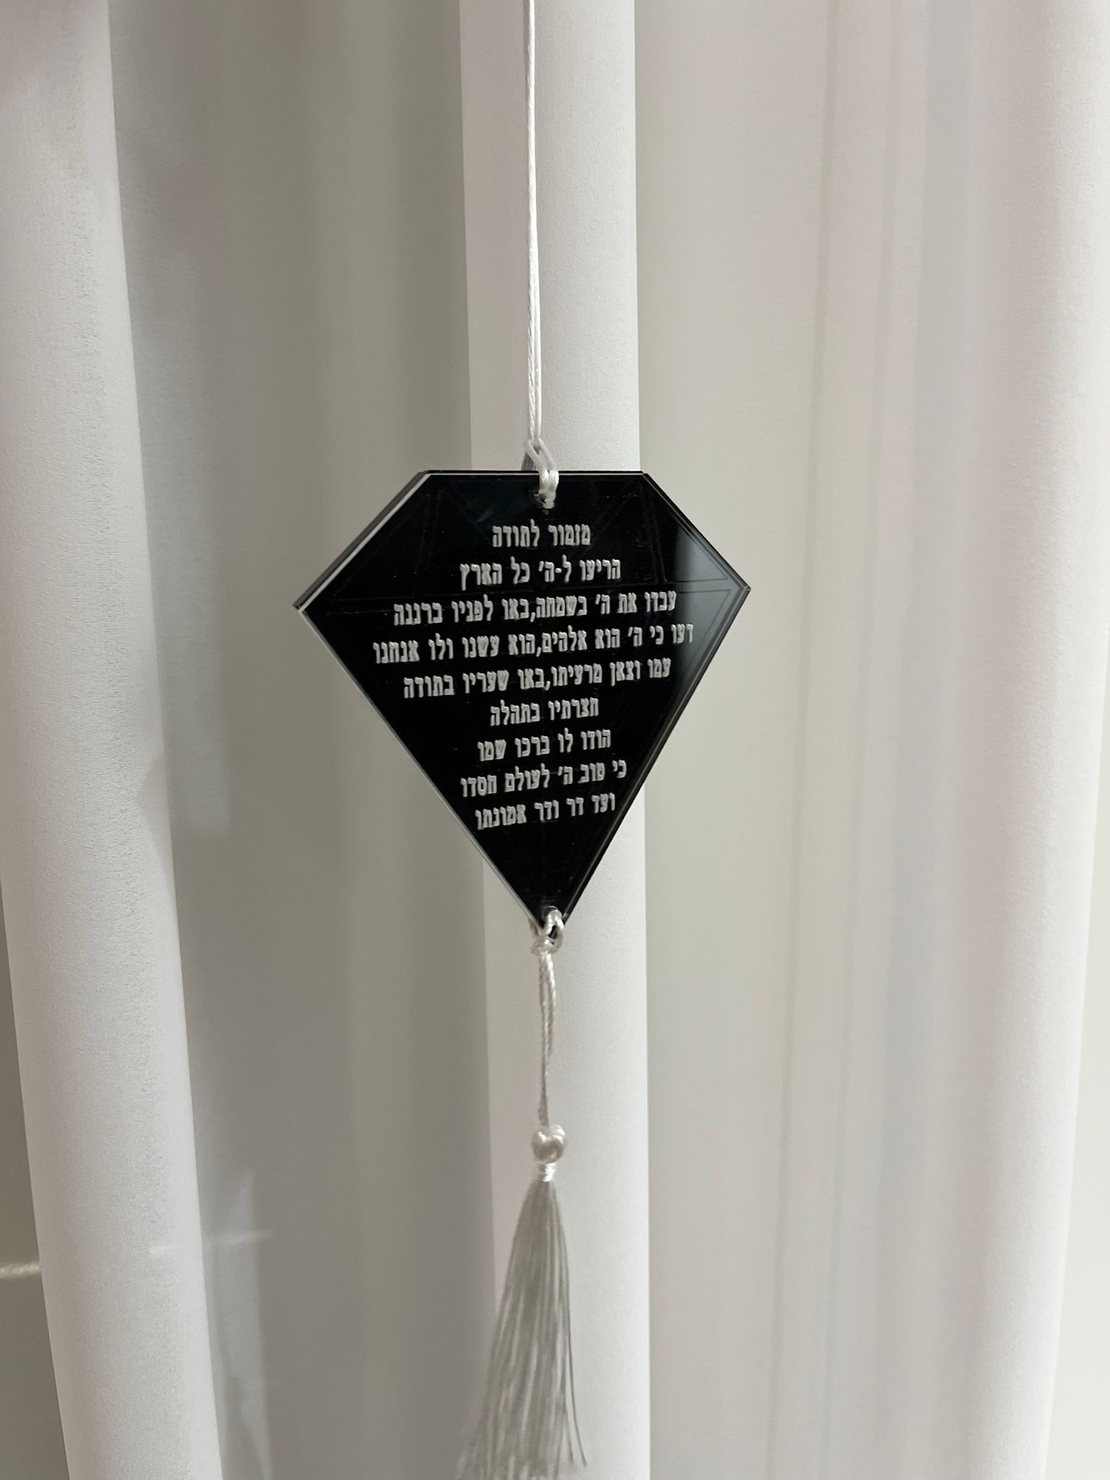 מזמור לתודה
הריעו ל-ה' כל הארץ
עבדו את ה' בשמחה,באו לפניו ברננה
דעו כי ה' הוא אלהים,הוא עשנו ולו אנחנו
עמו וצאן מרעיתו,באו שעריו בתודה
חצרתיו בתהלה
הודו לו ברכו שמו
כי טוב ה' לעולם חסדו
ועד דר ודר אמונתו